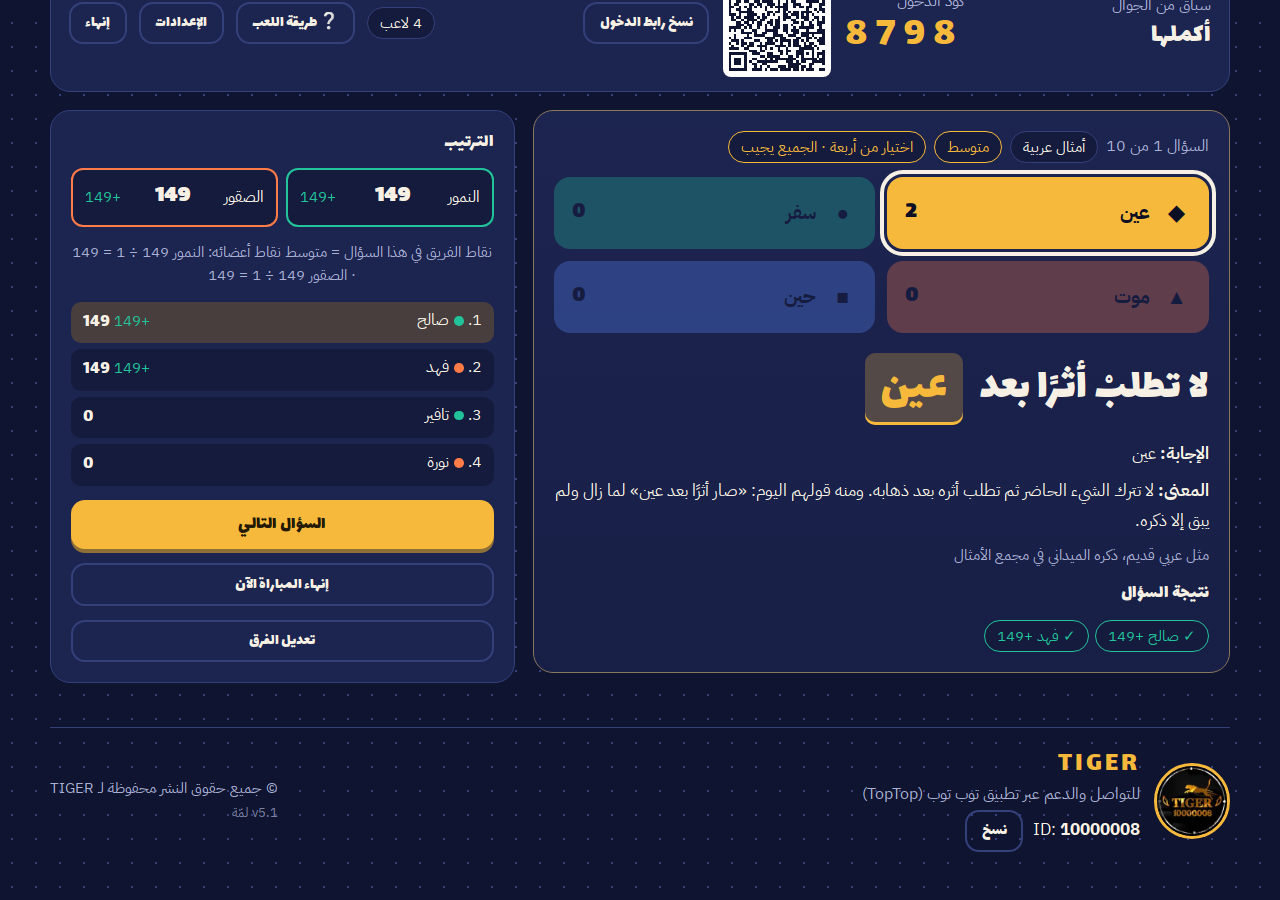 سباق من الجوال
أكملها
كود الدخول
8798
نسخ رابط الدخول
4 لاعب
❔ طريقة اللعب
الإعدادات
إنهاء
السؤال 1 من 10
أمثال عربية
متوسط
اختيار من أربعة · الجميع يجيب
◆ عين 2
● سفر 0
▲ موت 0
■ حين 0
لا تطلبْ أثرًا بعد عين
الإجابة: عين
المعنى: لا تترك الشيء الحاضر ثم تطلب أثره بعد ذهابه. ومنه قولهم اليوم: «صار أثرًا بعد عين» لما زال ولم
يبق إلا ذكره.
مثل عربي قديم، ذكره الميداني في مجمع الأمثال
نتيجة السؤال
✓ صالح +149
✓ فهد +149
الترتيب
النمور 149 +149
الصقور 149 +149
نقاط الفريق في هذا السؤال = متوسط نقاط أعضائه: النمور 149 ÷ 1 = 149
· الصقور 149 ÷ 1 = 149
1. صالح +149 149
2. فهد +149 149
3. تافير 0
4. نورة 0
السؤال التالي
إنهاء المباراة الآن
تعديل الفرق
TIGER
10000008
TIGER
للتواصل والدعم عبر تطبيق توب توب (TopTop)
ID: 10000008
نسخ
© جميع حقوق النشر محفوظة لـ TIGER
لمّة v5.1